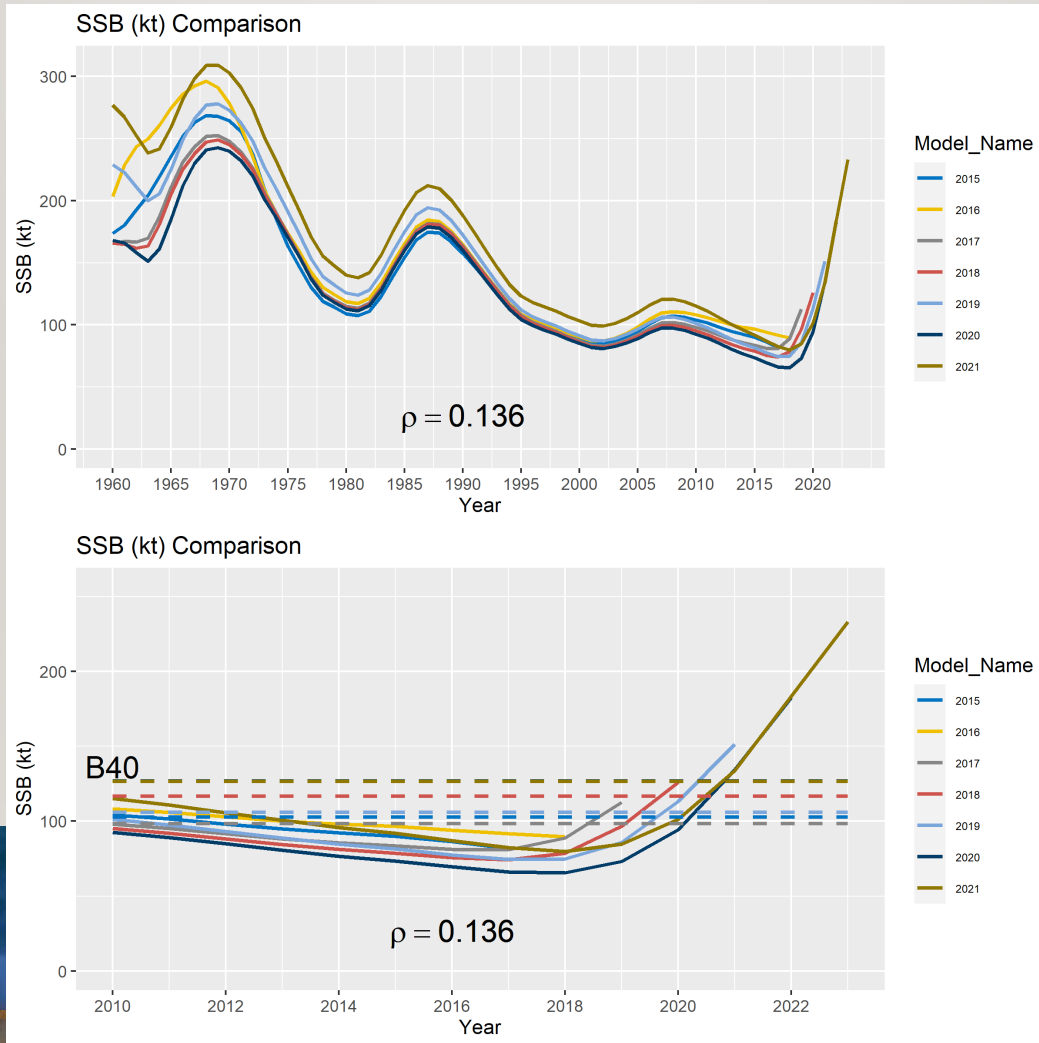 SSB (kt) Comparison
300
200
100
0
SSB (kt)
ρ = 0.136
1960 1965 1970 1975 1980 1985 1990 1995 2000 2005 2010 2015 2020
Year
Model_Name
2015
2016
2017
2018
2019
2020
2021
SSB (kt) Comparison
200
100
0
SSB (kt)
B40
ρ = 0.136
2010 2012 2014 2016 2018 2020 2022
Year
Model_Name
2015
2016
2017
2018
2019
2020
2021